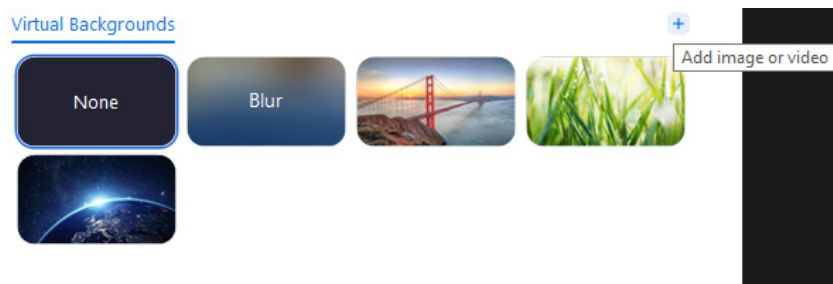 Virtual Backgrounds
+
Add image or video
None
Blur